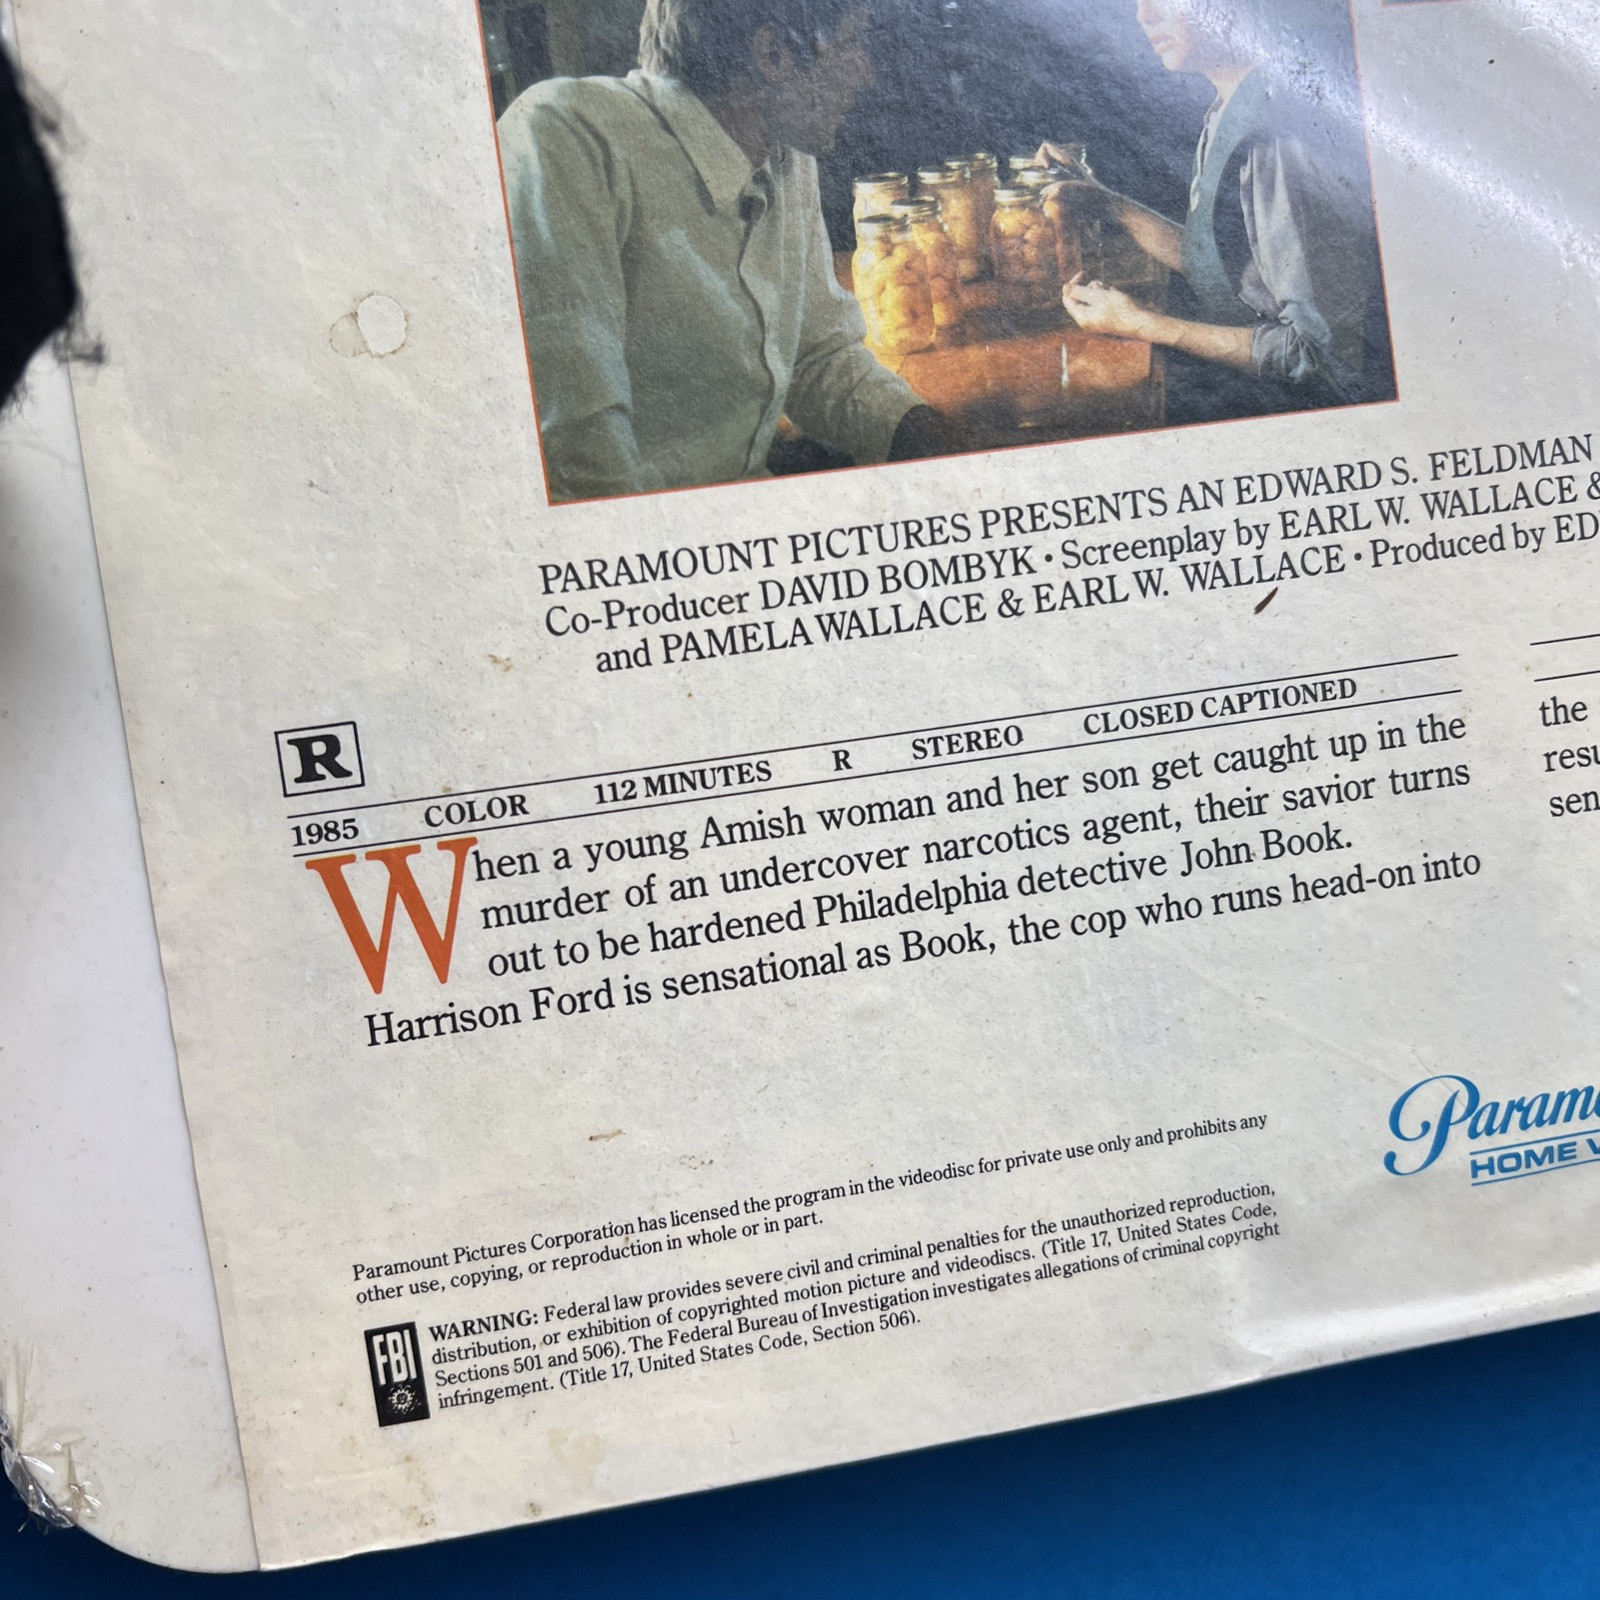 PARAMOUNT PICTURES PRESENTS AN EDWARD S. FELDMAN
Co-Producer DAVID BOMBYK • Screenplay by EARL W. WALLACE &
and PAMELA WALLACE & EARL W. WALLACE • Produced by ED
R
1985 COLOR 112 MINUTES R STEREO CLOSED CAPTIONED
When a young Amish woman and her son get caught up in the
murder of an undercover narcotics agent, their savior turns
out to be hardened Philadelphia detective John Book.
Harrison Ford is sensational as Book, the cop who runs head-on into
the
resu
sen
Paramount Pictures Corporation has licensed the program in the videodisc for private use only and prohibits any
other use, copying, or reproduction in whole or in part.
FBI
WARNING: Federal law provides severe civil and criminal penalties for the unauthorized reproduction,
distribution, or exhibition of copyrighted motion picture and videodiscs. (Title 17, United States Code,
Sections 501 and 506). The Federal Bureau of Investigation investigates allegations of criminal copyright
infringement. (Title 17, United States Code, Section 506).
Paramo
HOME V